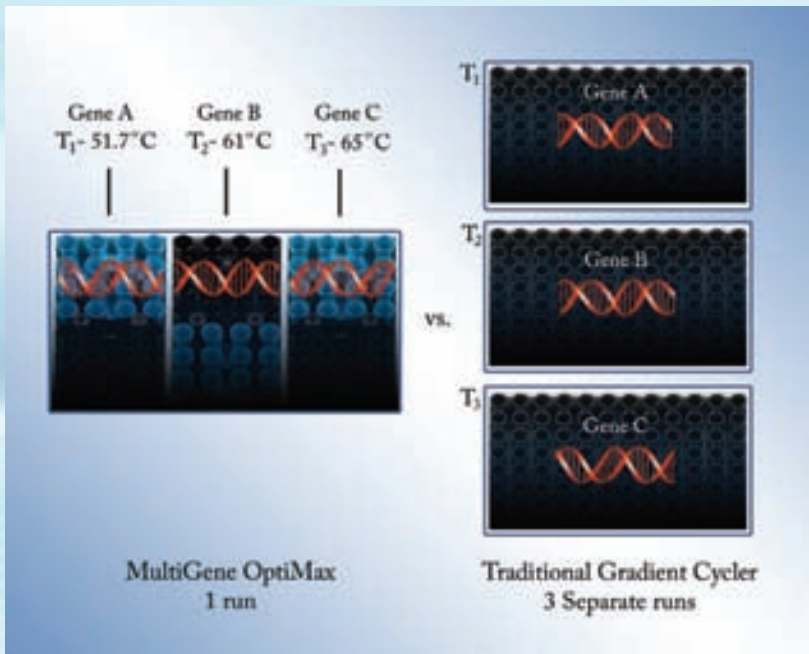 Gene A
T₁- 51.7°C
Gene B
T₂- 61°C
Gene C
T₃- 65°C
vs.
T₁
Gene A
T₂
Gene B
T₃
Gene C
MultiGene OptiMax
1 run
Traditional Gradient Cycler
3 Separate runs